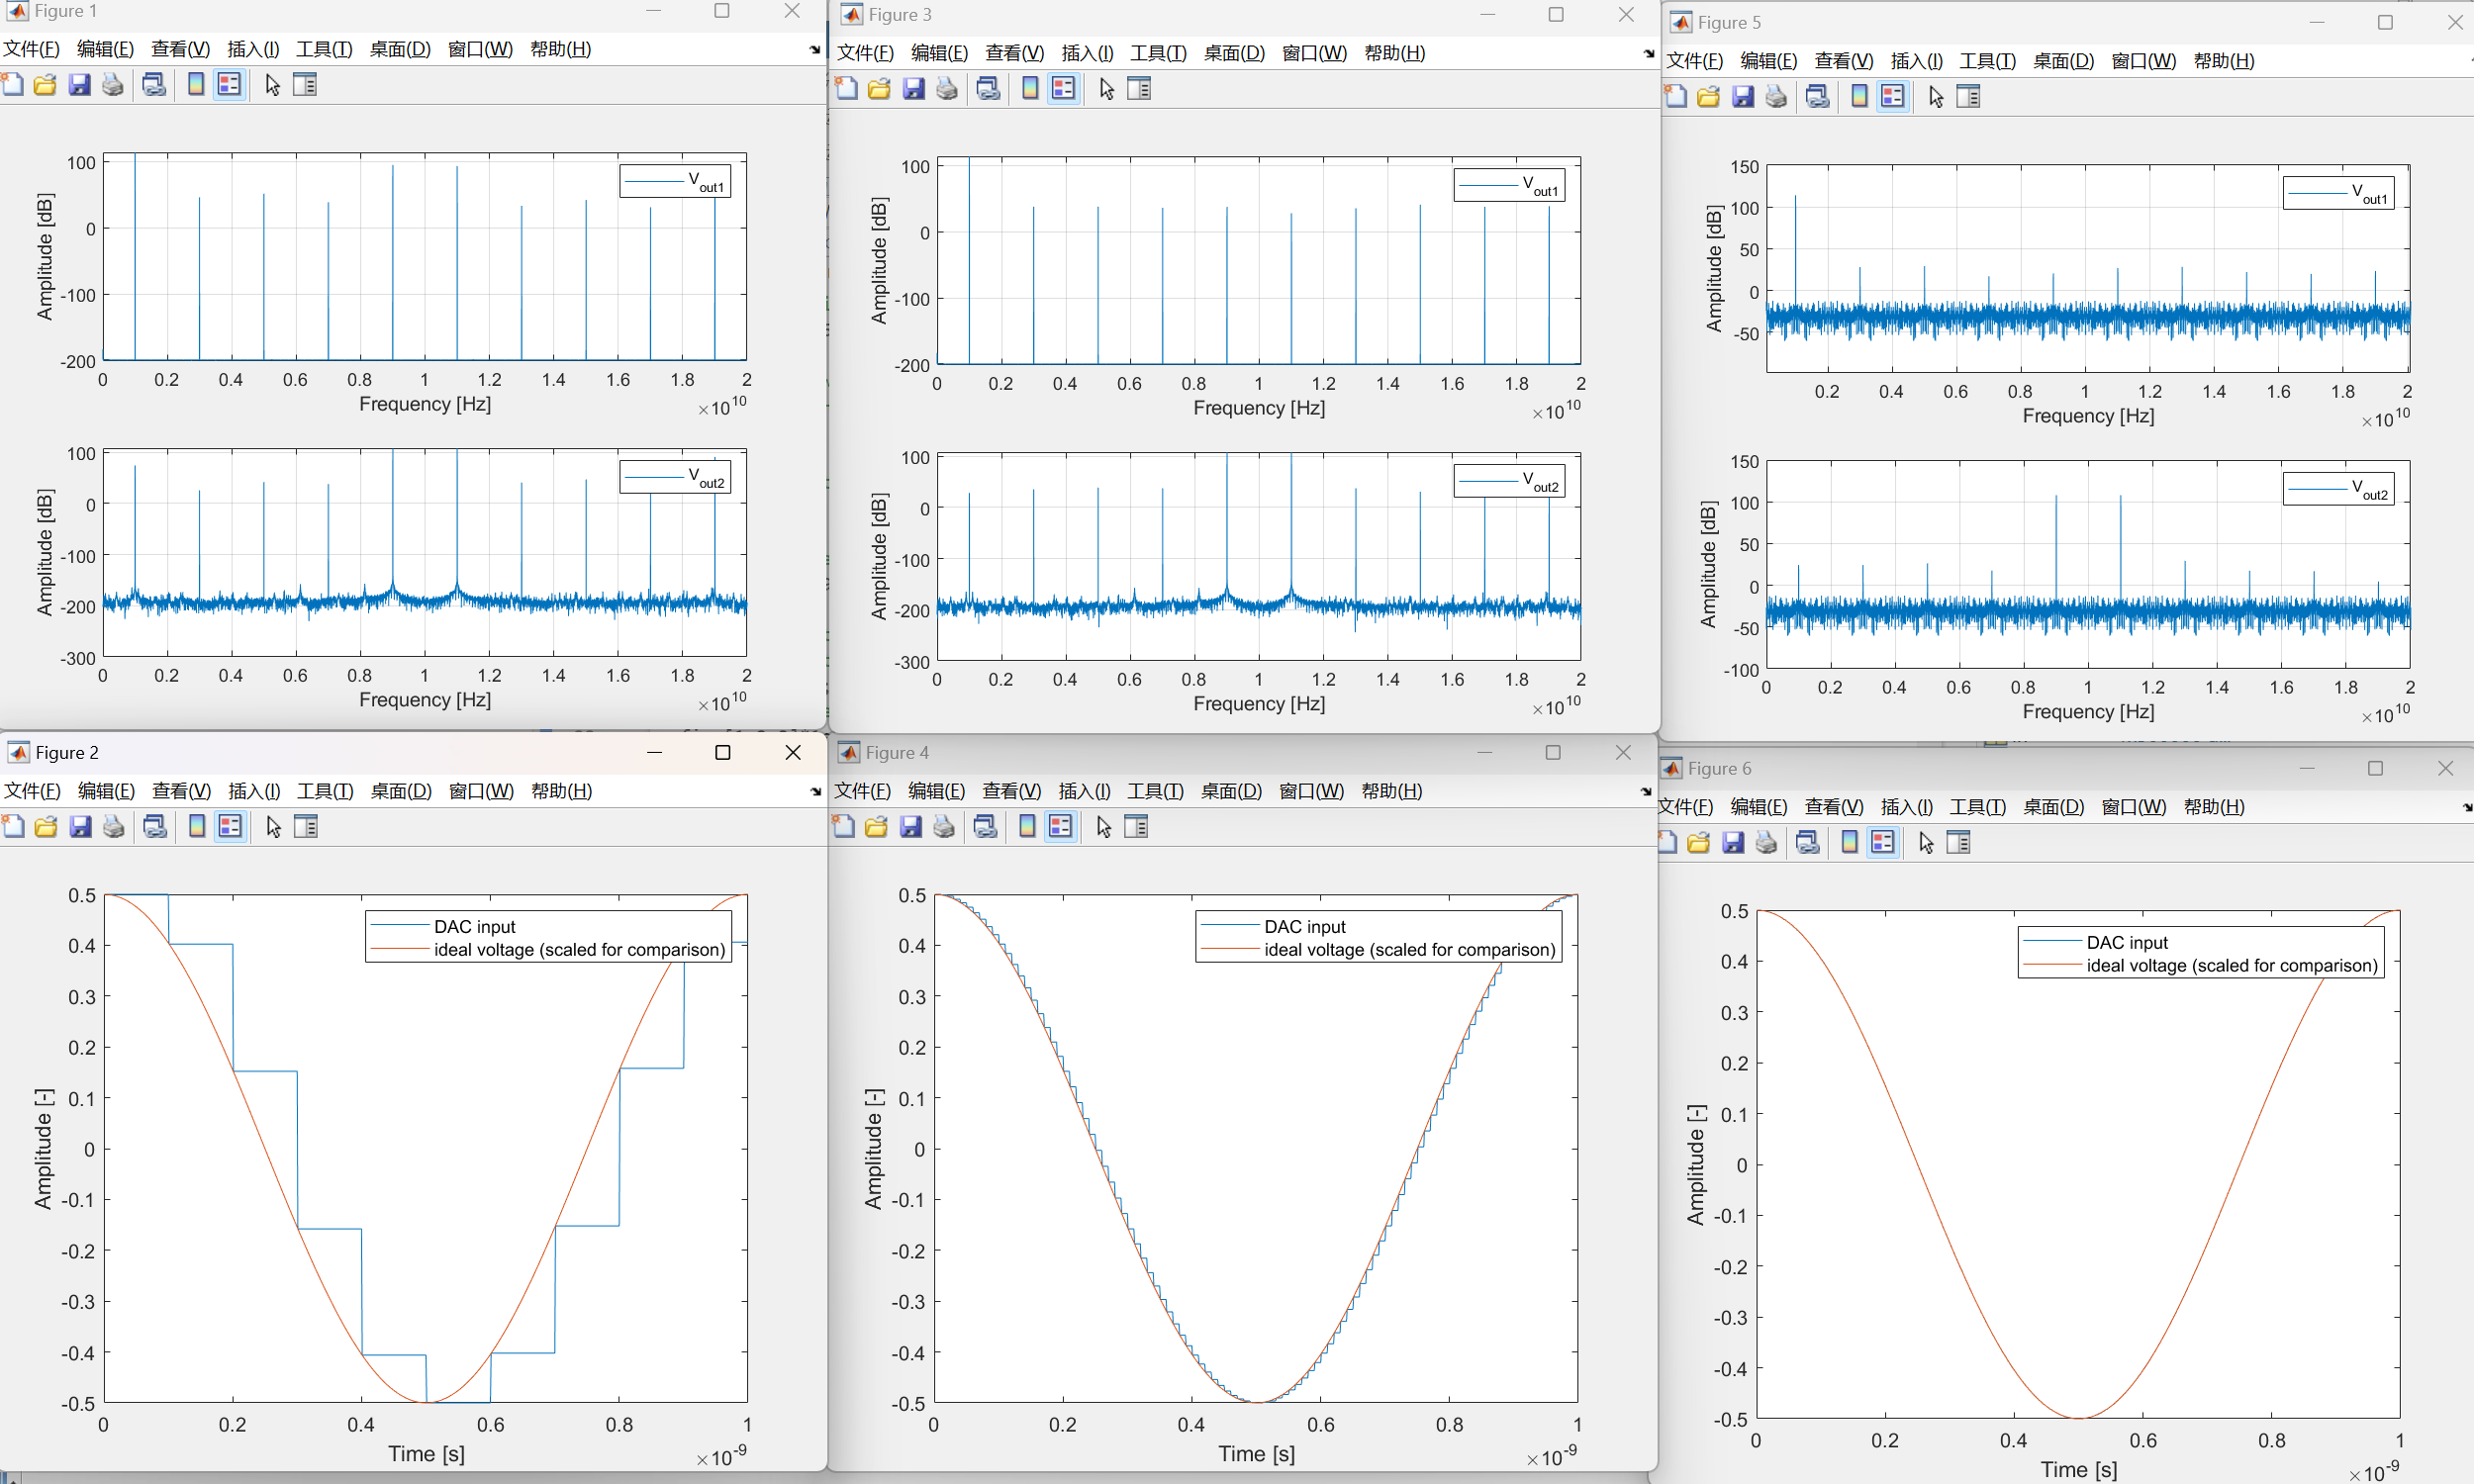 Figure 1
文件(F) 编辑(E) 查看(V) 插入(I) 工具(T) 桌面(D) 窗口(W) 帮助(H)
100
0
-100
-200
Amplitude [dB]
Vout1
0 0.2 0.4 0.6 0.8 1 1.2 1.4 1.6 1.8 2
Frequency [Hz]
×10^10
100
0
-100
-200
-300
Amplitude [dB]
Vout2
0 0.2 0.4 0.6 0.8 1 1.2 1.4 1.6 1.8 2
Frequency [Hz]
×10^10
Figure 3
文件(F) 编辑(E) 查看(V) 插入(I) 工具(T) 桌面(D) 窗口(W) 帮助(H)
100
0
-100
-200
Amplitude [dB]
Vout1
0 0.2 0.4 0.6 0.8 1 1.2 1.4 1.6 1.8 2
Frequency [Hz]
×10^10
100
0
-100
-200
-300
Amplitude [dB]
Vout2
0 0.2 0.4 0.6 0.8 1 1.2 1.4 1.6 1.8 2
Frequency [Hz]
×10^10
Figure 5
文件(F) 编辑(E) 查看(V) 插入(I) 工具(T) 桌面(D) 窗口(W) 帮助(H)
150
100
50
0
-50
Amplitude [dB]
Vout1
0.2 0.4 0.6 0.8 1 1.2 1.4 1.6 1.8 2
Frequency [Hz]
×10^10
150
100
50
0
-50
-100
Amplitude [dB]
Vout2
0 0.2 0.4 0.6 0.8 1 1.2 1.4 1.6 1.8 2
Frequency [Hz]
×10^10
Figure 2
文件(F) 编辑(E) 查看(V) 插入(I) 工具(T) 桌面(D) 窗口(W) 帮助(H)
0.5
0.4
0.3
0.2
0.1
0
-0.1
-0.2
-0.3
-0.4
-0.5
Amplitude [-]
DAC input
ideal voltage (scaled for comparison)
0 0.2 0.4 0.6 0.8 1
Time [s]
×10^-9
Figure 4
文件(F) 编辑(E) 查看(V) 插入(I) 工具(T) 桌面(D) 窗口(W) 帮助(H)
0.5
0.4
0.3
0.2
0.1
0
-0.1
-0.2
-0.3
-0.4
-0.5
Amplitude [-]
DAC input
ideal voltage (scaled for comparison)
0 0.2 0.4 0.6 0.8 1
Time [s]
×10^-9
Figure 6
文件(F) 编辑(E) 查看(V) 插入(I) 工具(T) 桌面(D) 窗口(W) 帮助(H)
0.5
0.4
0.3
0.2
0.1
0
-0.1
-0.2
-0.3
-0.4
-0.5
Amplitude [-]
DAC input
ideal voltage (scaled for comparison)
0 0.2 0.4 0.6 0.8 1
Time [s]
×10^-9